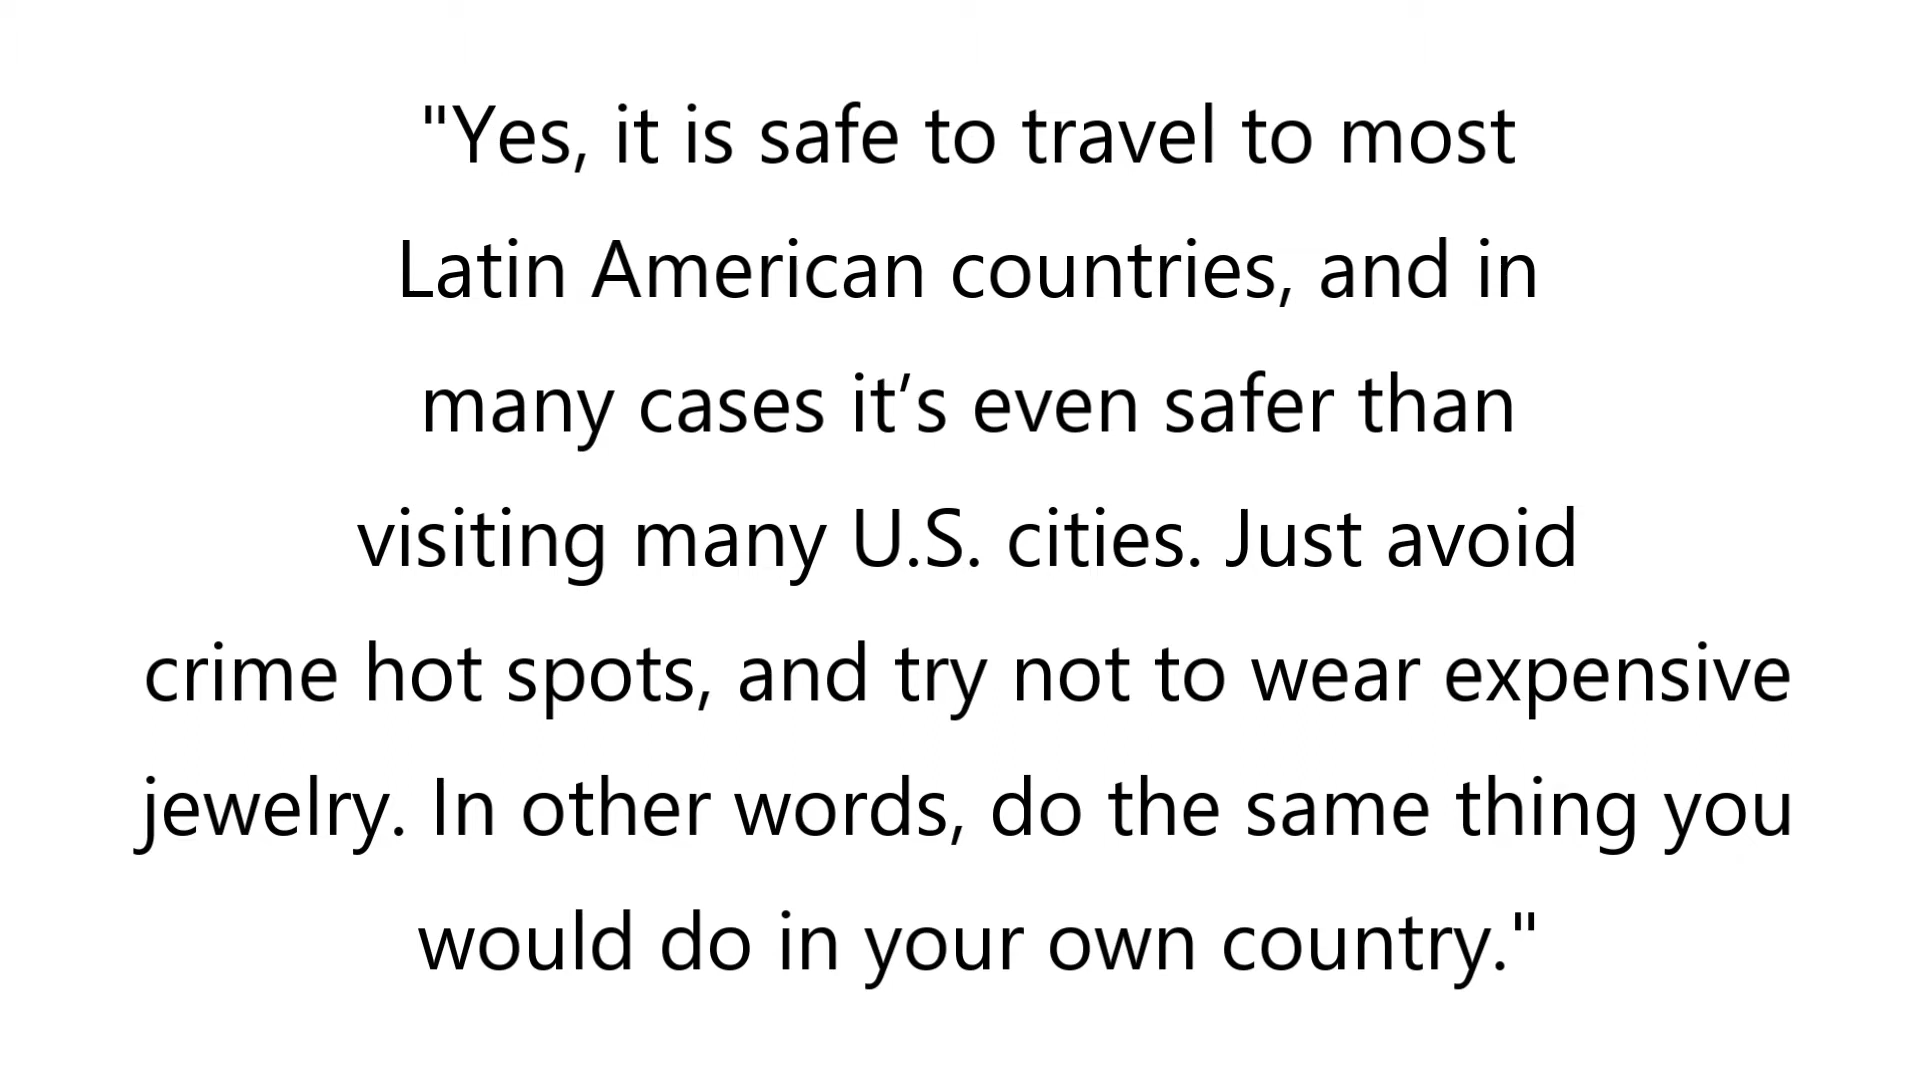 "Yes, it is safe to travel to most
Latin American countries, and in
many cases it’s even safer than
visiting many U.S. cities. Just avoid
crime hot spots, and try not to wear expensive
jewelry. In other words, do the same thing you
would do in your own country."